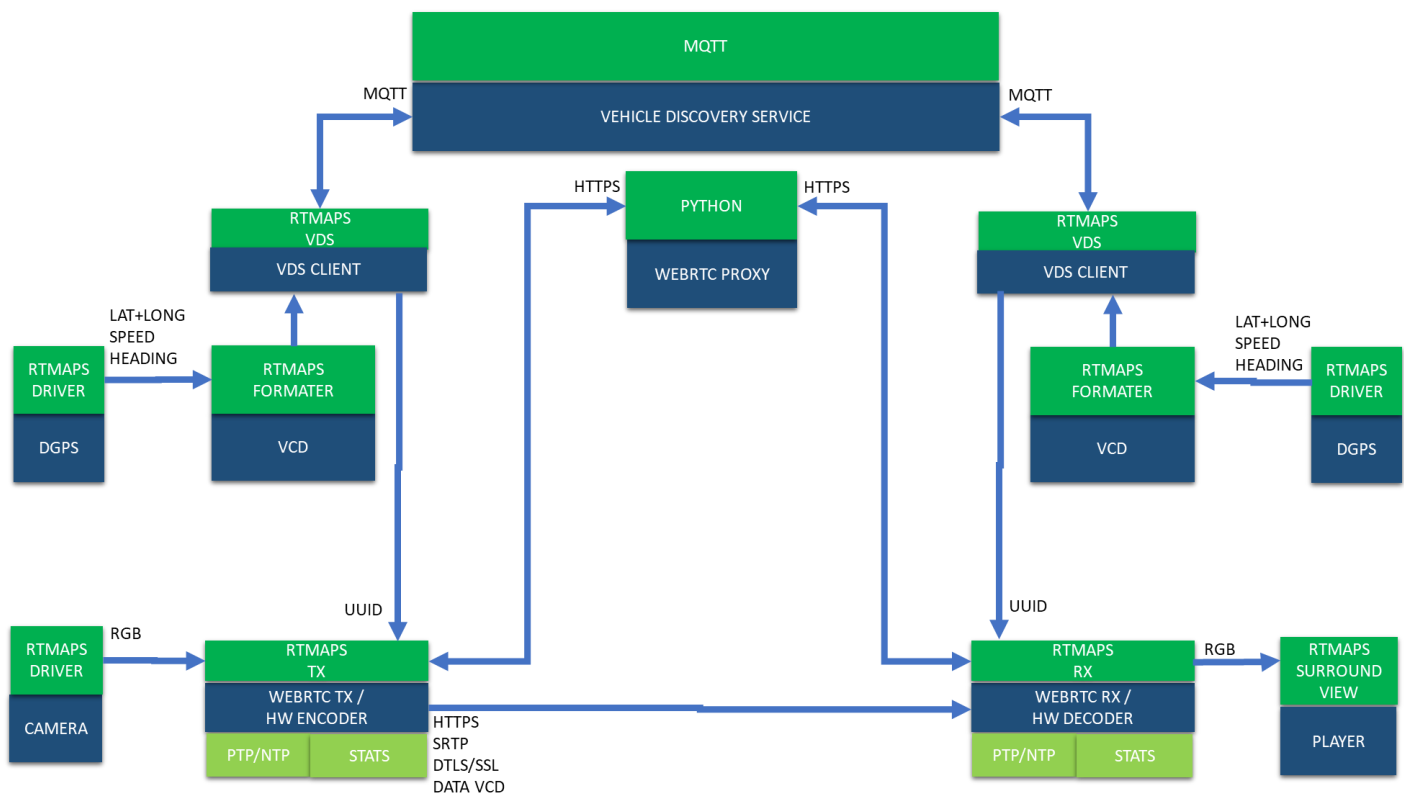 MQTT
VEHICLE DISCOVERY SERVICE
MQTT
MQTT
HTTPS
PYTHON
WEBRTC PROXY
HTTPS
RTMAPS
VDS
VDS CLIENT
RTMAPS
VDS
VDS CLIENT
LAT+LONG
SPEED
HEADING
RTMAPS
DRIVER
DGPS
RTMAPS
FORMATER
VCD
RTMAPS
FORMATER
VCD
LAT+LONG
SPEED
HEADING
RTMAPS
DRIVER
DGPS
UUID
UUID
RTMAPS
DRIVER
CAMERA
RGB
RTMAPS
TX
WEBRTC TX /
HW ENCODER
PTP/NTP
STATS
HTTPS
SRTP
DTLS/SSL
DATA VCD
RTMAPS
RX
WEBRTC RX /
HW DECODER
PTP/NTP
STATS
RGB
RTMAPS
SURROUND
VIEW
PLAYER